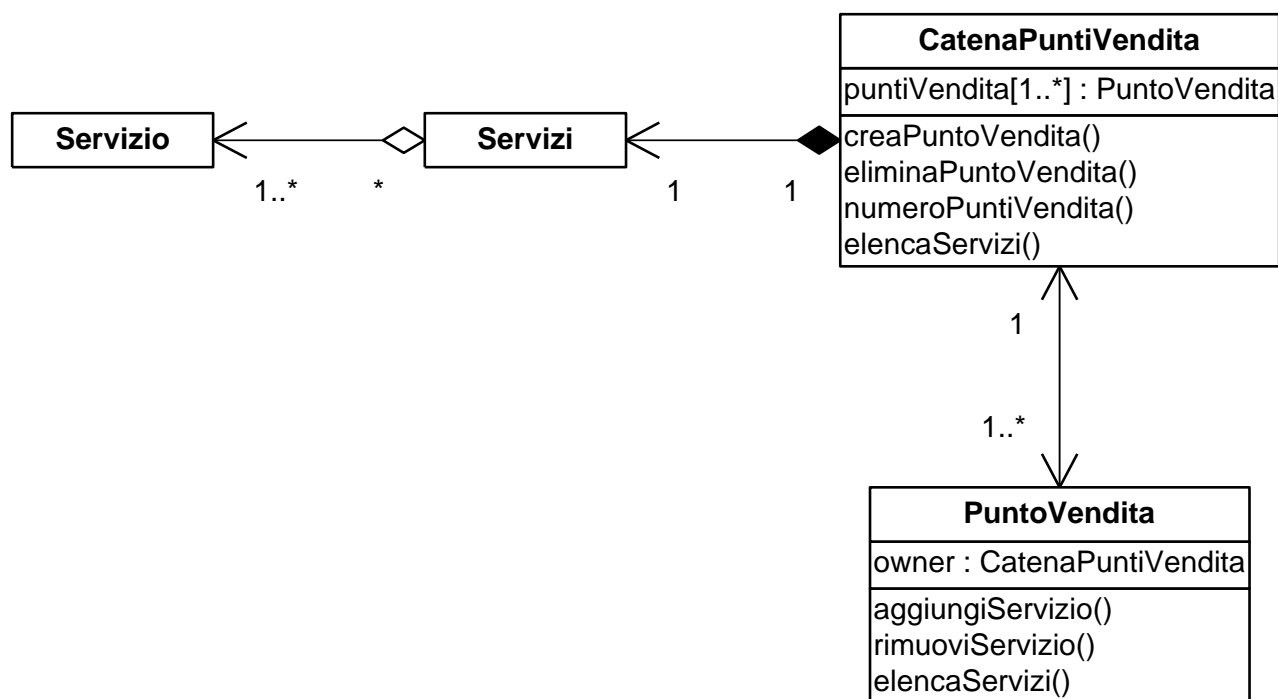 CatenaPuntiVendita
puntiVendita[1..*] : PuntoVendita
creaPuntoVendita()
eliminaPuntoVendita()
numeroPuntiVendita()
elencaServizi()
Servizio
Servizi
1..*
*
1
1
1
1..*
PuntoVendita
owner : CatenaPuntiVendita
aggiungiServizio()
rimuoviServizio()
elencaServizi()